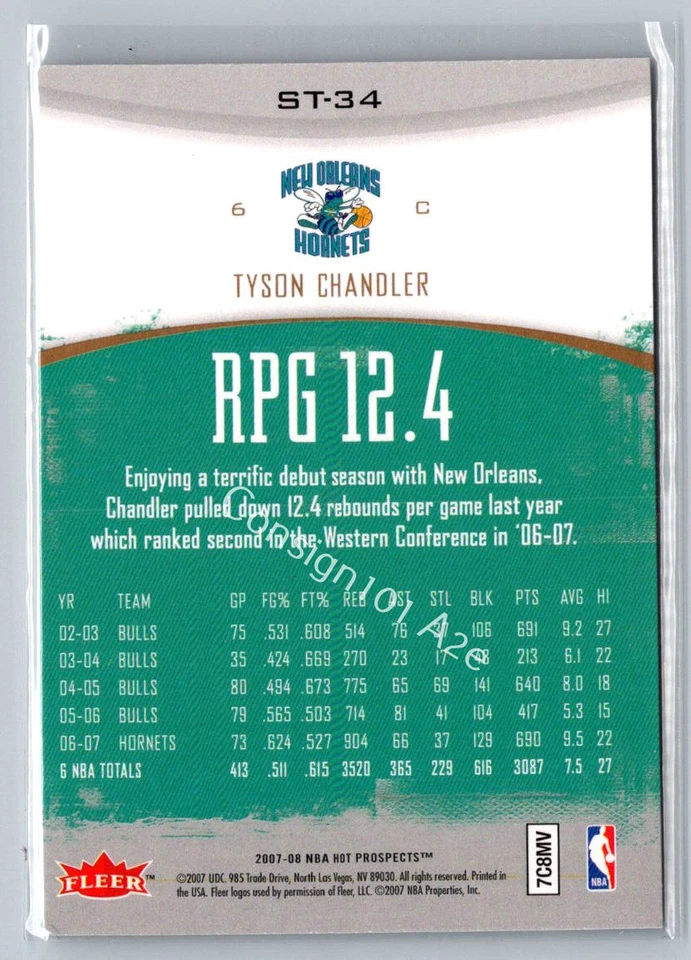 ST-34
NEW ORLEANS
6 C
HORNETS
TYSON CHANDLER
RPG 12.4
Enjoying a terrific debut season with New Orleans,
Chandler pulled down 12.4 rebounds per game last year
which ranked second in the Western Conference in '06-07.
Consign101 A2e
YR TEAM GP FG% FT% REB AST STL BLK PTS AVG HI
02-03 BULLS 75 .531 .608 514 76 106 691 9.2 27
03-04 BULLS 35 .424 .669 270 23 17 48 213 6.1 22
04-05 BULLS 80 .494 .673 775 65 69 141 640 8.0 18
05-06 BULLS 79 .565 .503 714 81 41 104 417 5.3 15
06-07 HORNETS 73 .624 .527 904 66 37 129 690 9.5 22
6 NBA TOTALS 413 .511 .615 3520 365 229 616 3087 7.5 27
2007-08 NBA HOT PROSPECTS™
FLEER™
©2007 UDC. 985 Trade Drive, North Las Vegas, NV 89030. All rights reserved. Printed in
the USA. Fleer logos used by permission of Fleer, LLC. ©2007 NBA Properties, Inc.
7C8MV
NBA